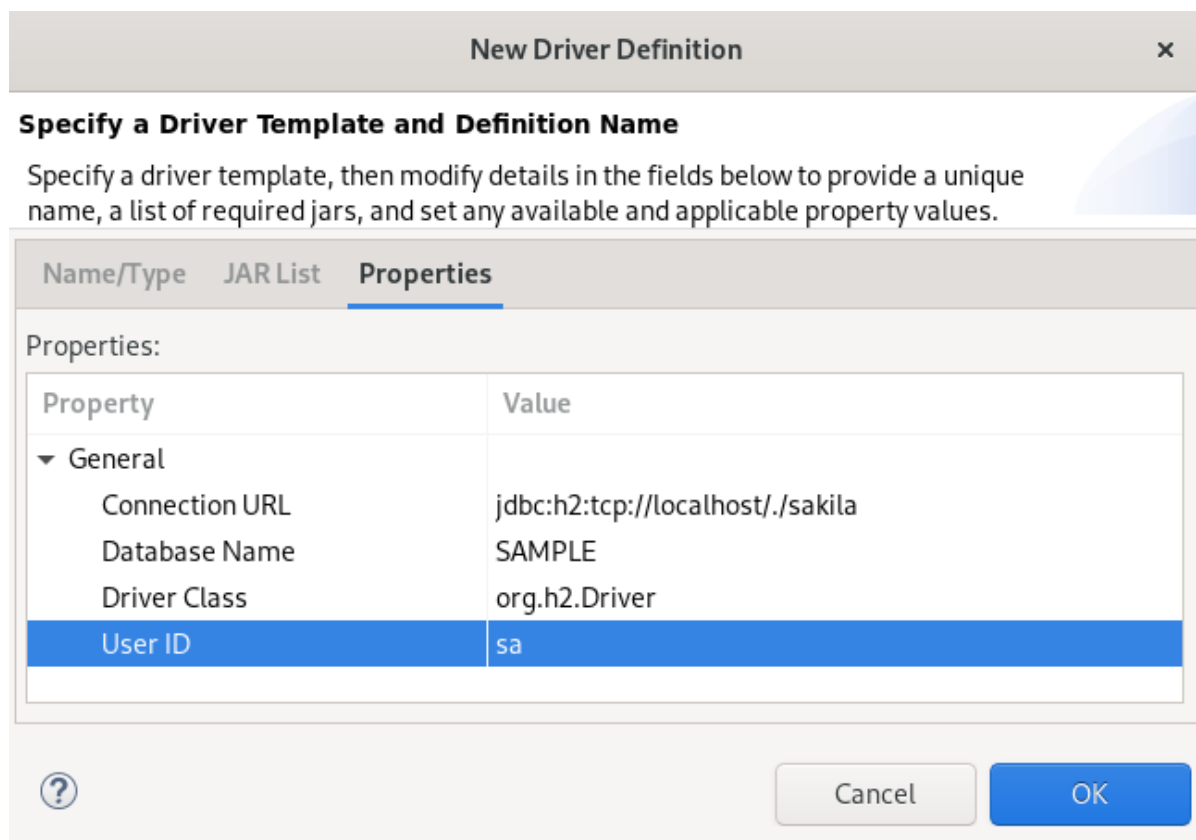 New Driver Definition ×
Specify a Driver Template and Definition Name
Specify a driver template, then modify details in the fields below to provide a unique
name, a list of required jars, and set any available and applicable property values.
Name/Type JAR List Properties
Properties:
Property Value
General
Connection URL jdbc:h2:tcp://localhost/./sakila
Database Name SAMPLE
Driver Class org.h2.Driver
User ID sa
? Cancel OK